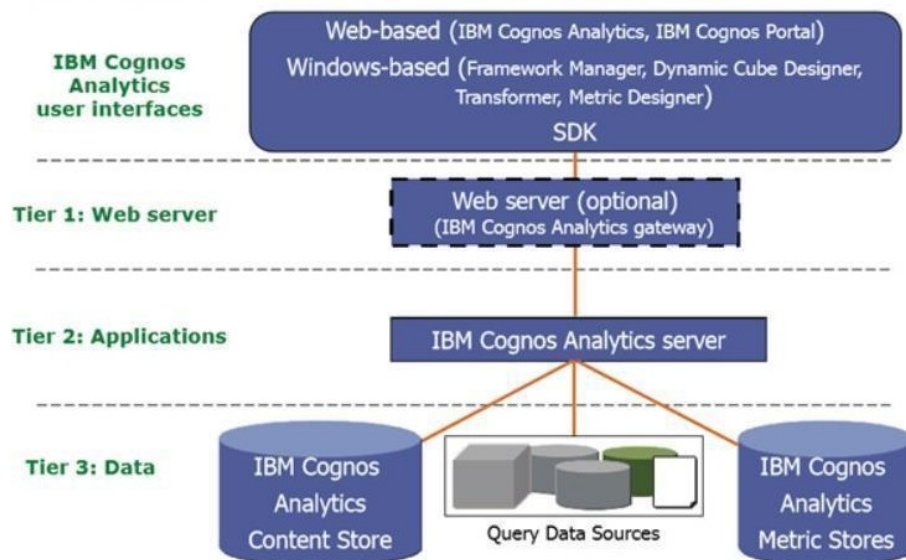 Web-based (IBM Cognos Analytics, IBM Cognos Portal)
Windows-based (Framework Manager, Dynamic Cube Designer,
Transformer, Metric Designer)
SDK
IBM Cognos
Analytics
user interfaces
Tier 1: Web server
Web server (optional)
(IBM Cognos Analytics gateway)
Tier 2: Applications
IBM Cognos Analytics server
Tier 3: Data
IBM Cognos
Analytics
Content Store
Query Data Sources
IBM Cognos
Analytics
Metric Stores